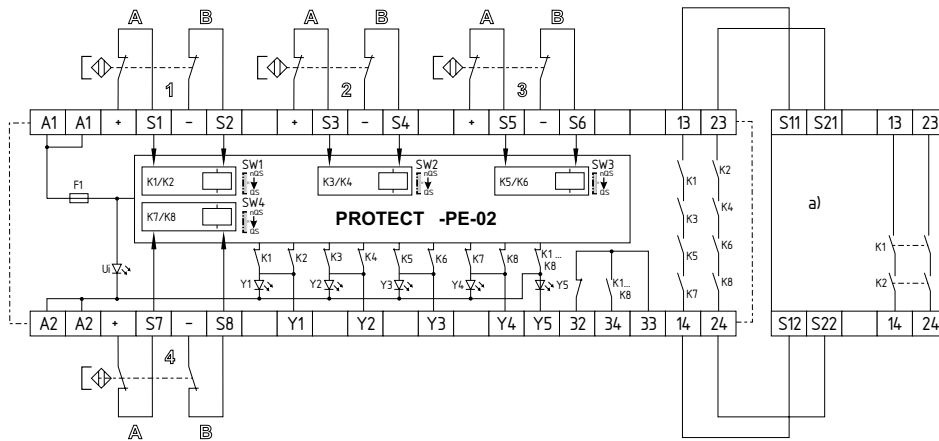 A B A B A B
1 2 3
A1 A1 + S1 - S2 + S3 - S4 + S5 - S6 13 23 S11 S21 13 23
SW1 SW2 SW3
nQS nQS nQS
QS QS QS
K1/K2 K3/K4 K5/K6
F1
SW4
nQS
QS
K7/K8
PROTECT -PE-02
K1 K2
K3 K4
K5 K6
K7 K8
a)
K1
K2
K1 K2 K3 K4 K5 K6 K7 K8 K1 ... K8
Ui Y1 Y2 Y3 Y4 Y5 K1... K8
A2 A2 + S7 - S8 Y1 Y2 Y3 Y4 Y5 32 34 33 14 24 S12 S22 14 24
4
A B